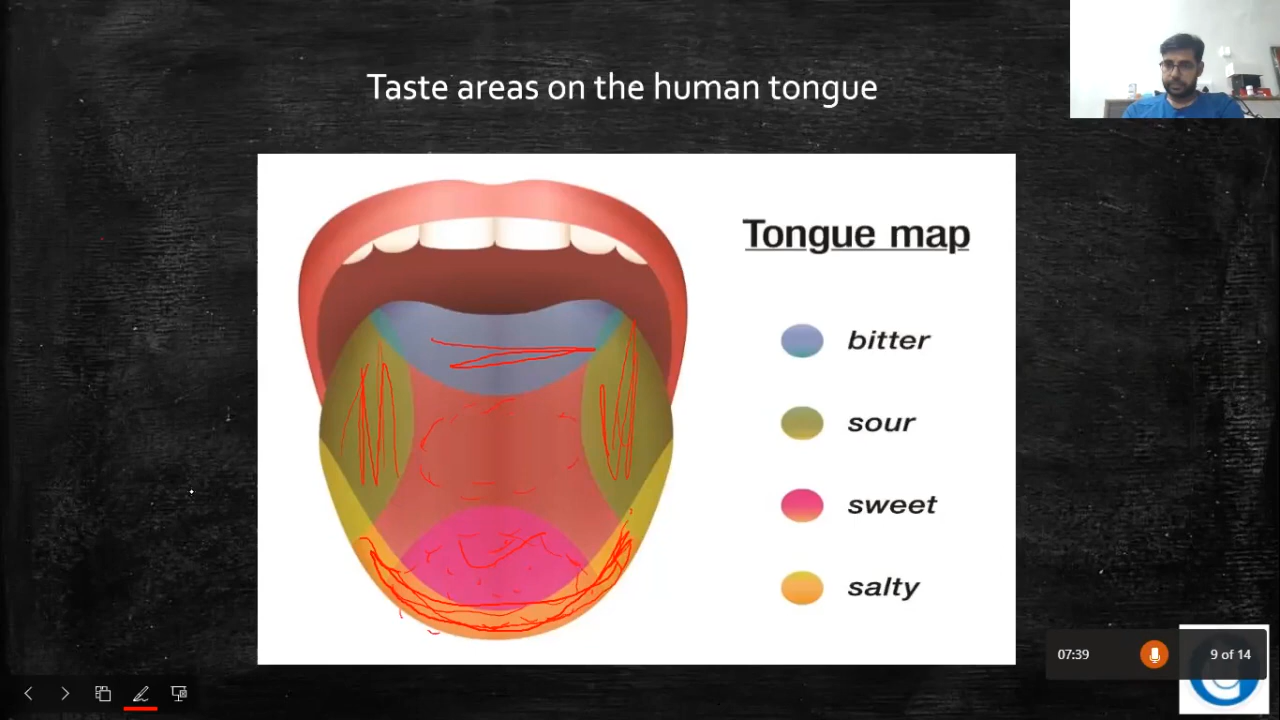 Taste areas on the human tongue
Tongue map
bitter
sour
sweet
salty
07:39
9 of 14